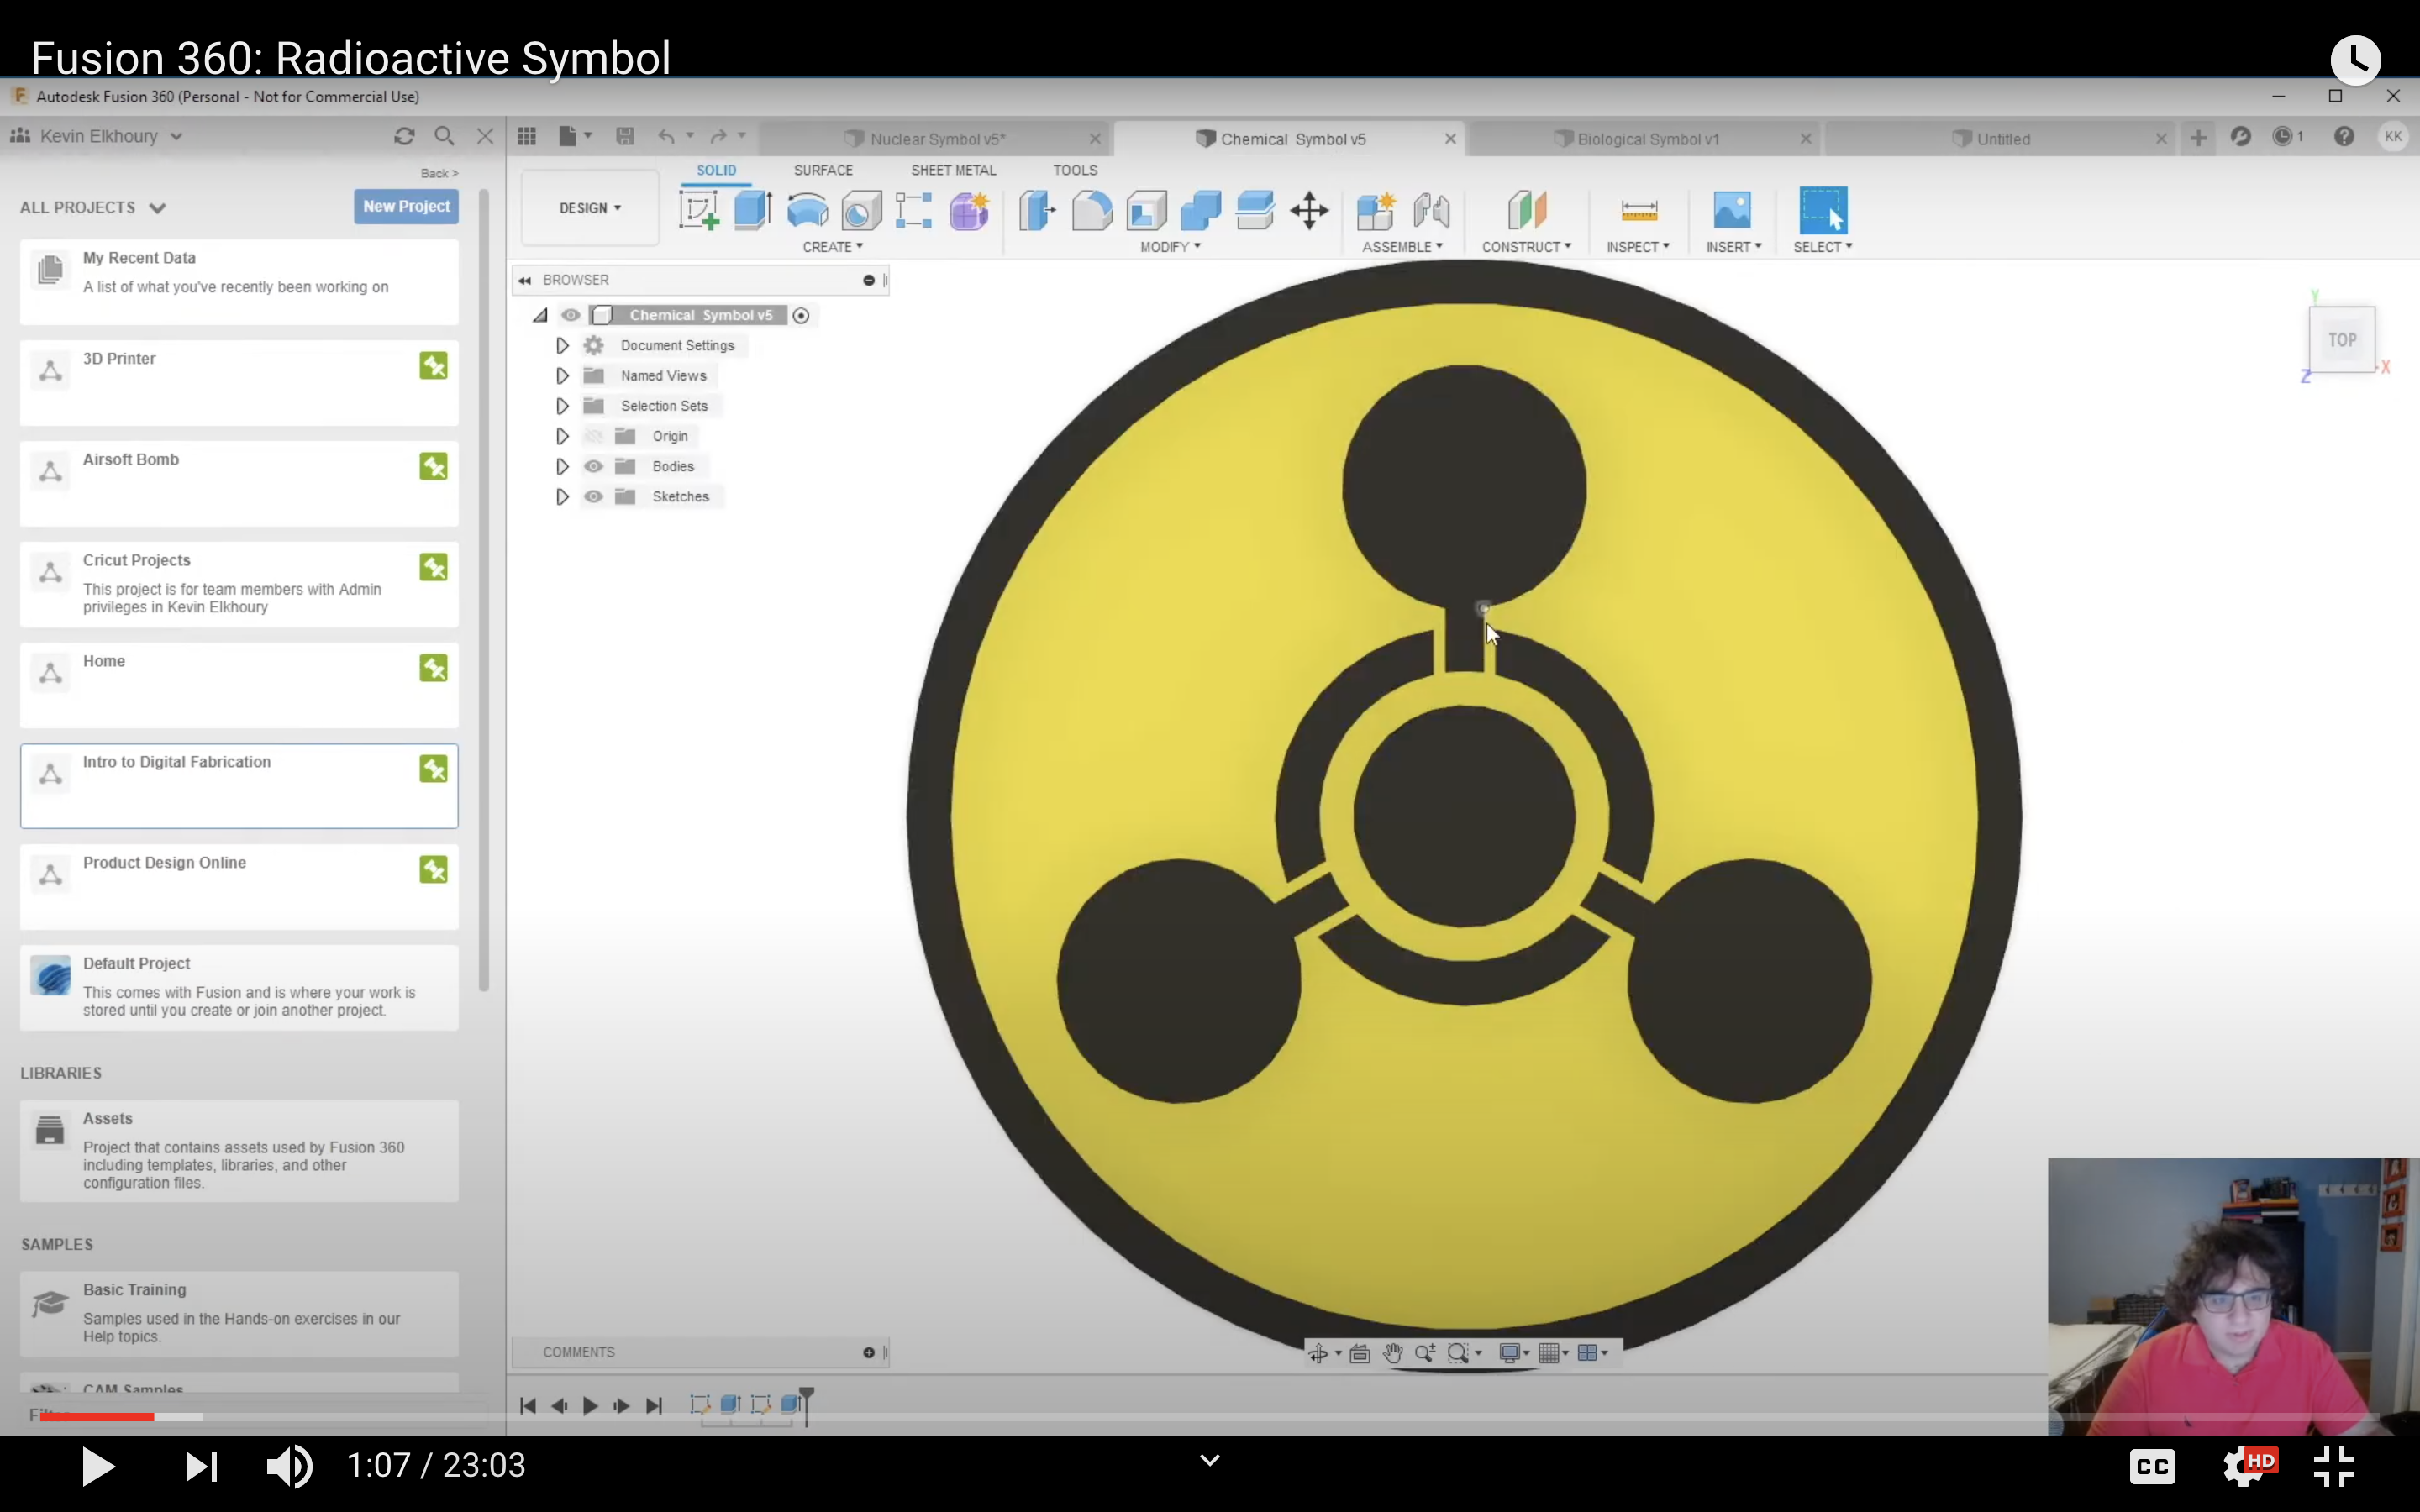 Fusion 360: Radioactive Symbol
Autodesk Fusion 360 (Personal - Not for Commercial Use)
Kevin Elkhoury
Nuclear Symbol v5*
Chemical Symbol v5
Biological Symbol v1
Untitled
1
KK
Back >
ALL PROJECTS
New Project
My Recent Data
A list of what you've recently been working on
3D Printer
Airsoft Bomb
Cricut Projects
This project is for team members with Admin
privileges in Kevin Elkhoury
Home
Intro to Digital Fabrication
Product Design Online
Default Project
This comes with Fusion and is where your work is
stored until you create or join another project.
LIBRARIES
Assets
Project that contains assets used by Fusion 360
including templates, libraries, and other
configuration files.
SAMPLES
Basic Training
Samples used in the Hands-on exercises in our
Help topics.
CAM Samples
SOLID
SURFACE
SHEET METAL
TOOLS
DESIGN
CREATE
MODIFY
ASSEMBLE
CONSTRUCT
INSPECT
INSERT
SELECT
BROWSER
Chemical Symbol v5
Document Settings
Named Views
Selection Sets
Origin
Bodies
Sketches
Y
TOP
X
Z
COMMENTS
1:07 / 23:03
CC
HD